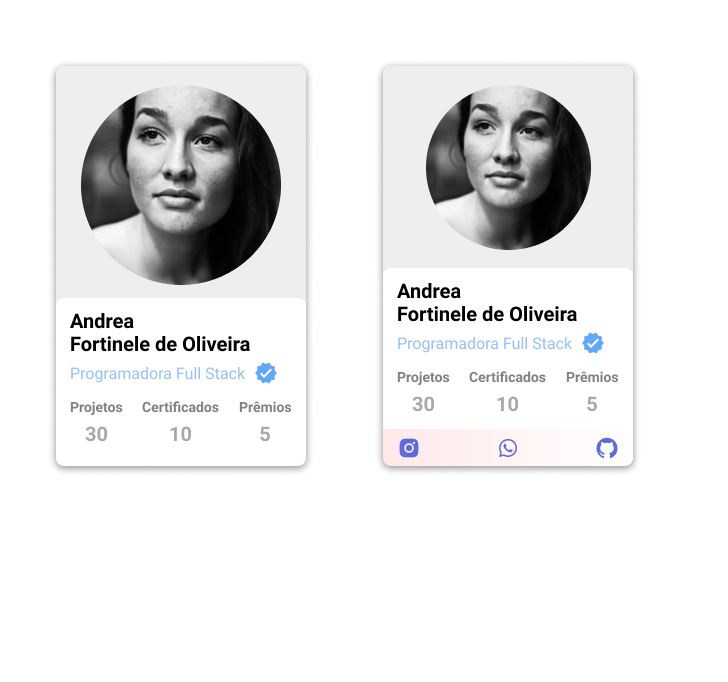 Andrea
Fortinele de Oliveira
Programadora Full Stack
Projetos Certificados Prêmios
30 10 5
Andrea
Fortinele de Oliveira
Programadora Full Stack
Projetos Certificados Prêmios
30 10 5